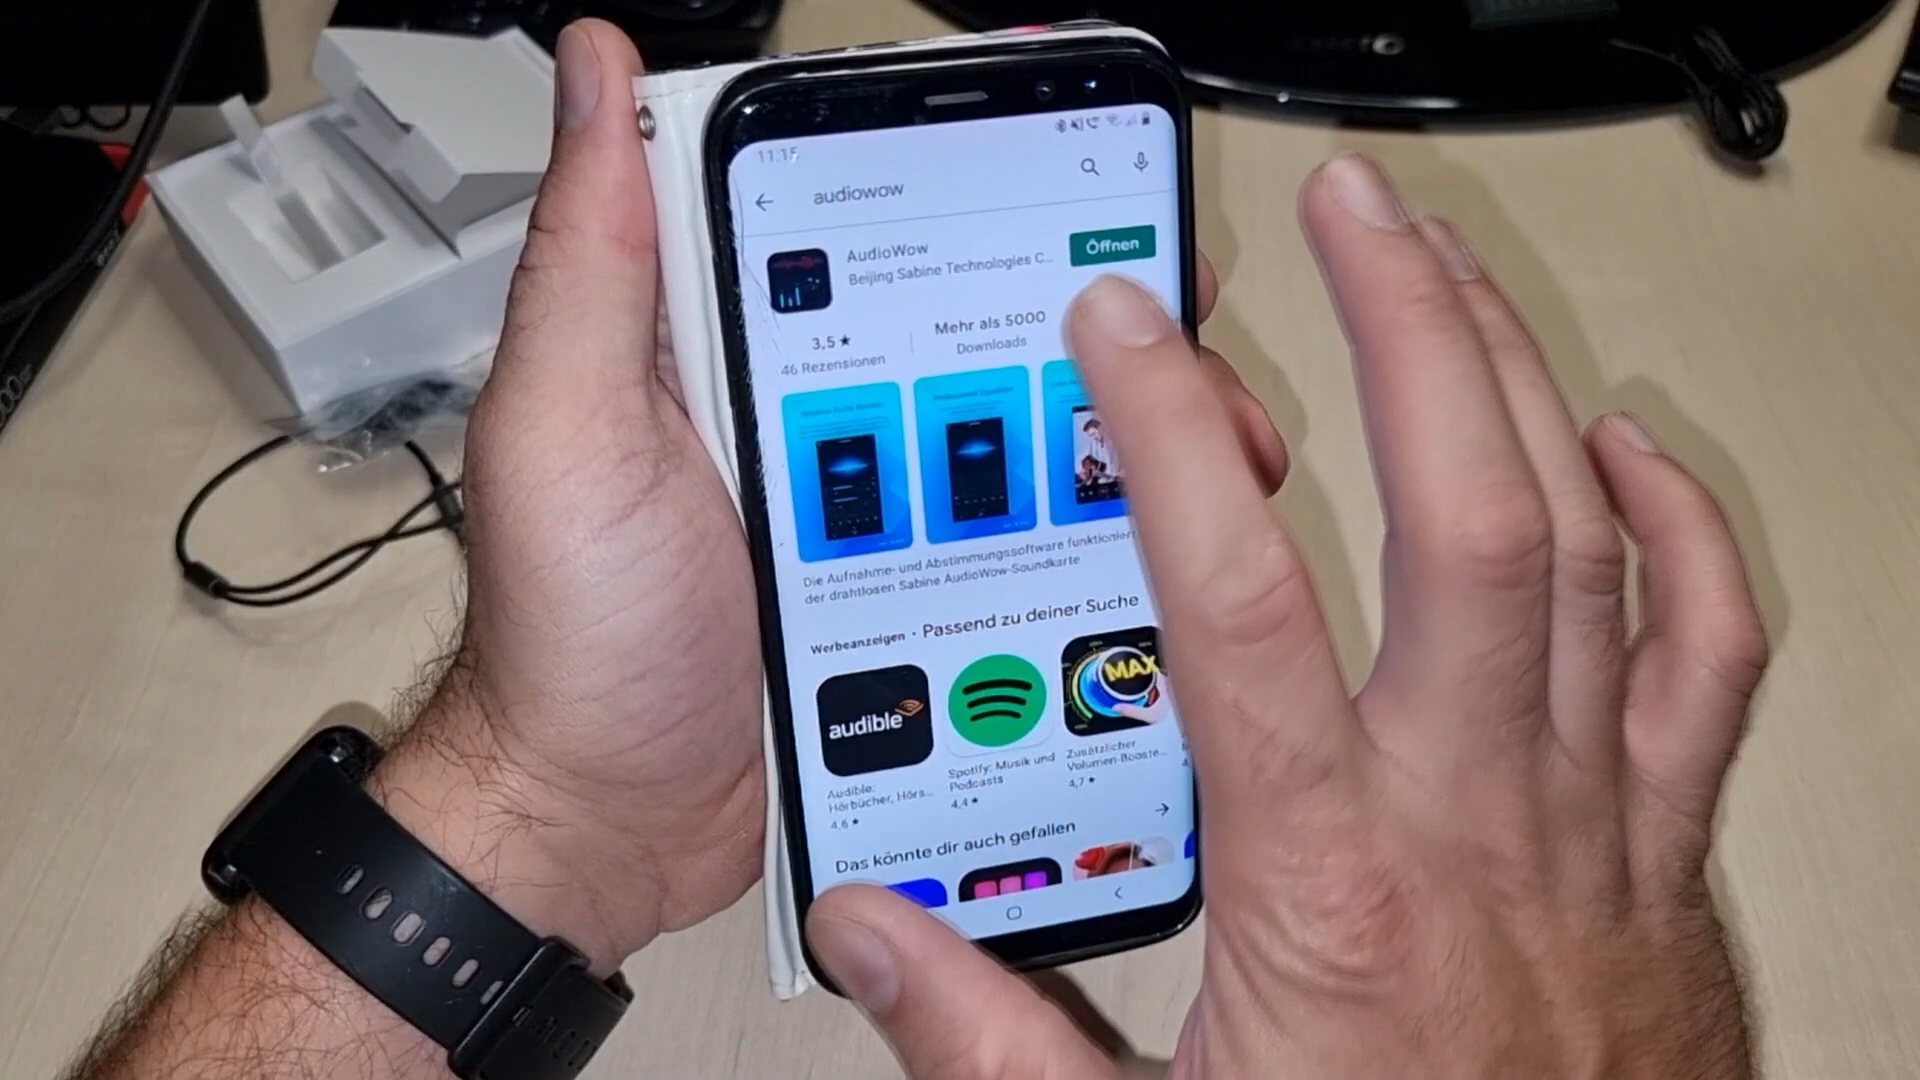 11:15
audiowow
AudioWow
Beijing Sabine Technologies C...
Öffnen
3,5 ★
46 Rezensionen
Mehr als 5000
Downloads
Die Aufnahme- und Abstimmungssoftware funktioniert
der drahtlosen Sabine AudioWow-Soundkarte
Werbeanzeigen · Passend zu deiner Suche
audible
MAX
Audible:
Hörbücher, Hörs...
4,6 ★
Spotify: Musik und
Podcasts
4,4 ★
Zusätzlicher
Volumen-Booste...
4,7 ★
Das könnte dir auch gefallen